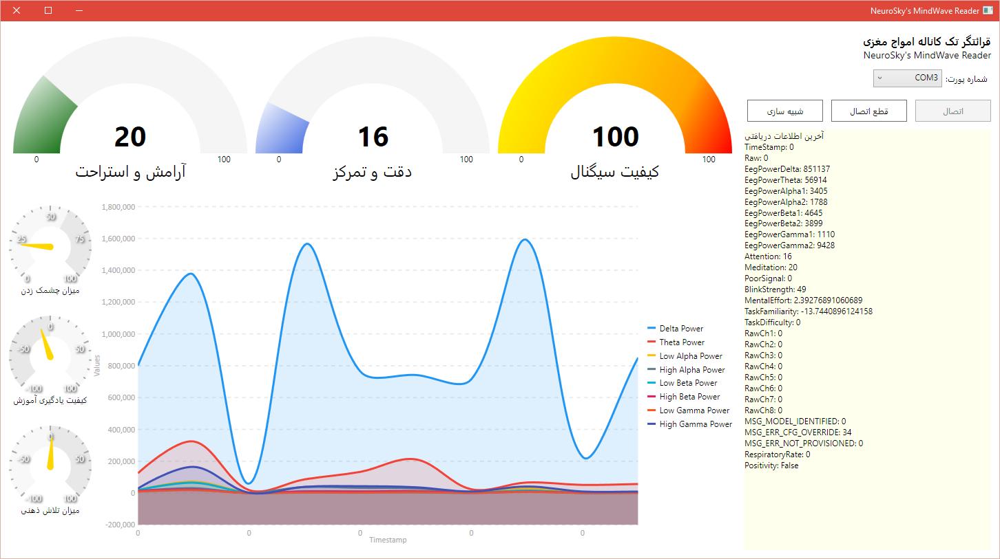 NeuroSky's MindWave Reader
قرائتگر تک کاناله امواج مغزی
NeuroSky's MindWave Reader
شماره پورت: COM3
اتصال
قطع اتصال
شبیه سازی
100
0 100
کیفیت سیگنال
16
0 100
دقت و تمرکز
20
0 100
آرامش و استراحت
آخرین اطلاعات دریافتی
TimeStamp: 0
Raw: 0
EegPowerDelta: 851137
EegPowerTheta: 56914
EegPowerAlpha1: 3405
EegPowerAlpha2: 1788
EegPowerBeta1: 4645
EegPowerBeta2: 3899
EegPowerGamma1: 1110
EegPowerGamma2: 9428
Attention: 16
Meditation: 20
PoorSignal: 0
BlinkStrength: 49
MentalEffort: 2.39276891060689
TaskFamiliarity: -13.7440896124158
TaskDifficulty: 0
RawCh1: 0
RawCh2: 0
RawCh3: 0
RawCh4: 0
RawCh5: 0
RawCh6: 0
RawCh7: 0
RawCh8: 0
MSG_MODEL_IDENTIFIED: 0
MSG_ERR_CFG_OVERRIDE: 34
MSG_ERR_NOT_PROVISIONED: 0
RespiratoryRate: 0
Positivity: False
50
25 75
0 100
میزان چشمک زدن
0
-50 50
-100 100
کیفیت یادگیری آموزش
0
-50 50
-100 100
میزان تلاش ذهنی
Values
1,800,000
1,600,000
1,400,000
1,200,000
1,000,000
800,000
600,000
400,000
200,000
0
-200,000
0 0 0 0 0
Timestamp
Delta Power
Theta Power
Low Alpha Power
High Alpha Power
Low Beta Power
High Beta Power
Low Gamma Power
High Gamma Power